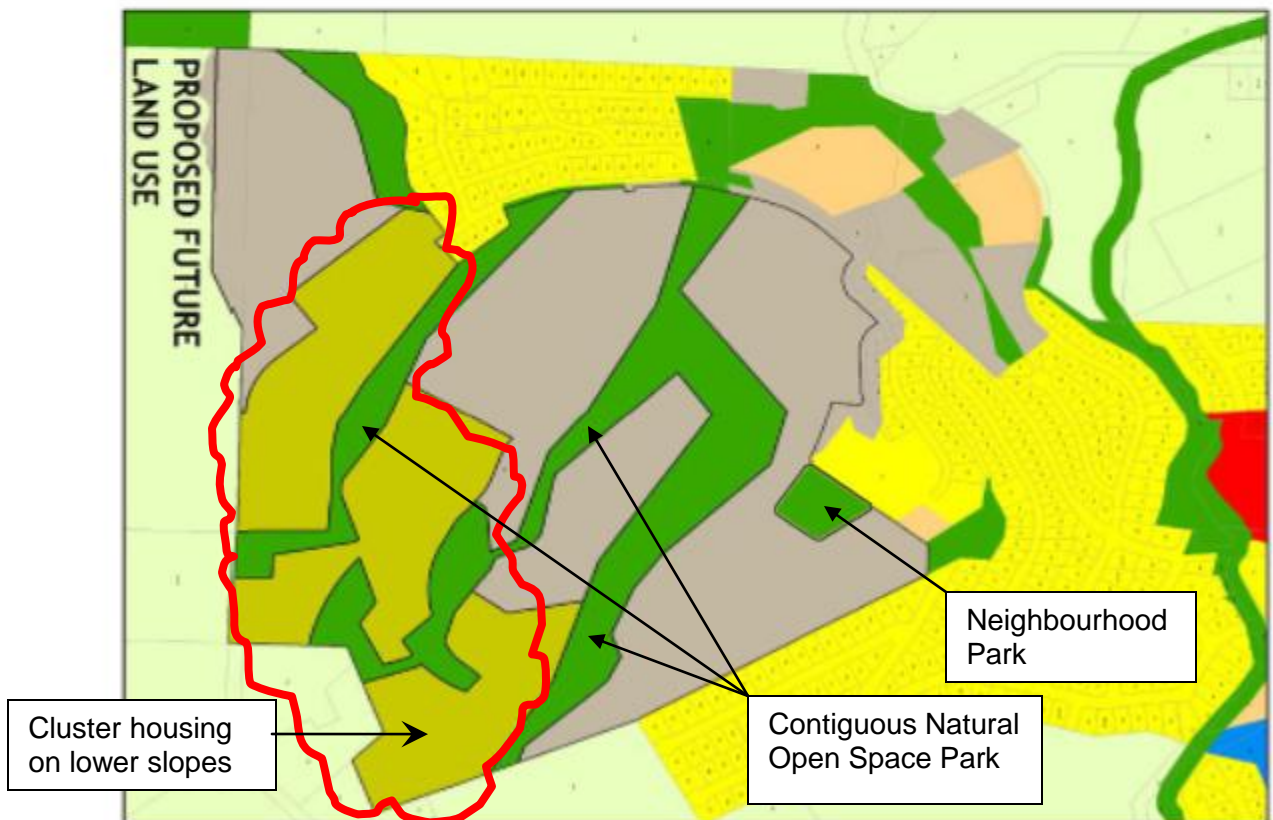 PROPOSED FUTURE
LAND USE
Neighbourhood
Park
Cluster housing
on lower slopes
Contiguous Natural
Open Space Park